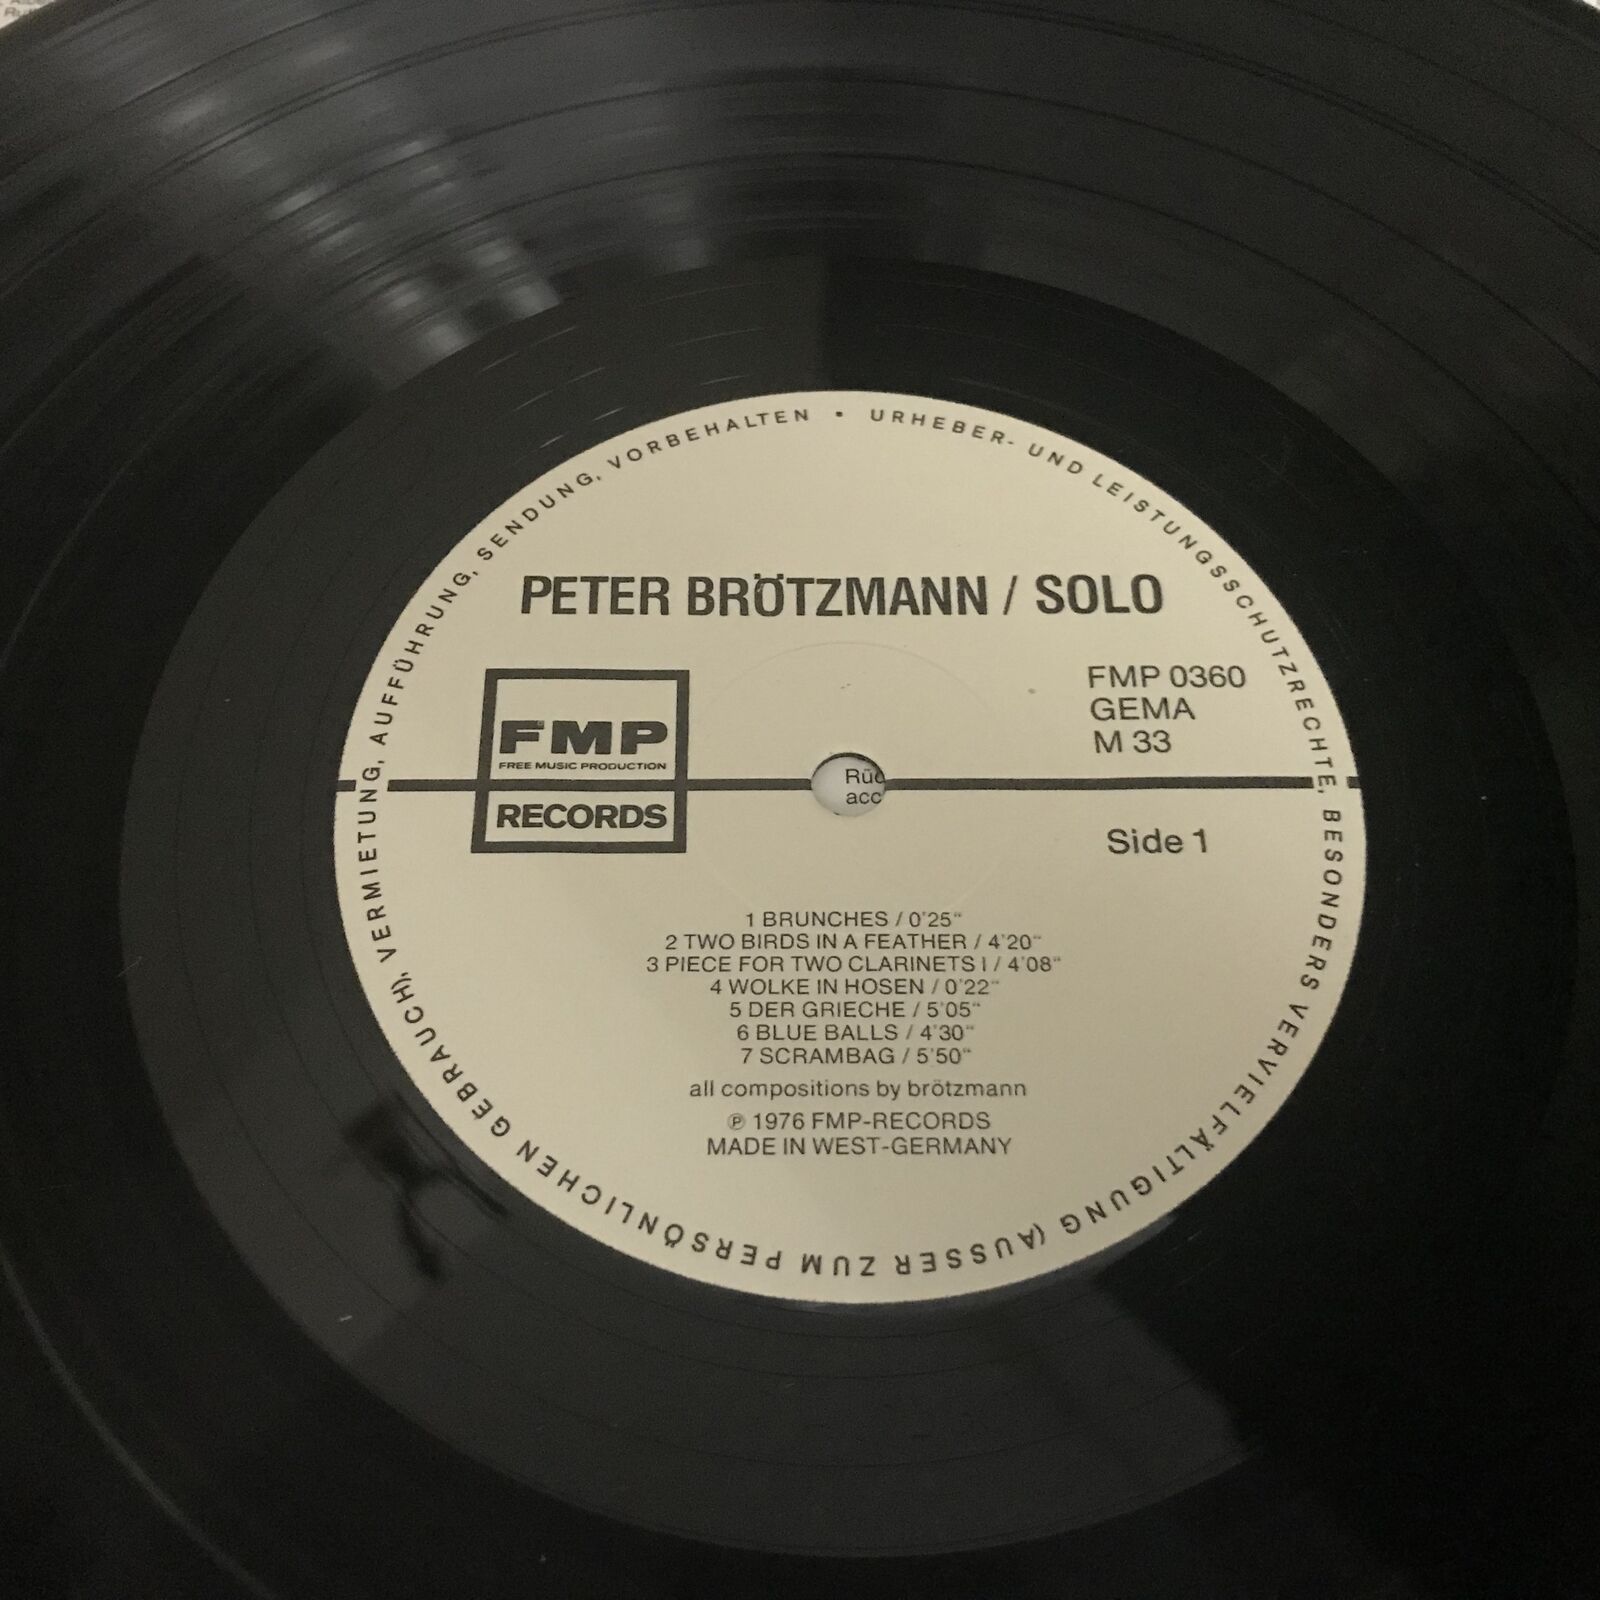 URHEBER- UND LEISTUNGSSCHUTZRECHTE, BESONDERS VERVIELFÄLTIGUNG (AUSSER ZUM PERSÖNLICHEN GEBRAUCH), VERMIETUNG, AUFFÜHRUNG, SENDUNG, VORBEHALTEN •
PETER BRÖTZMANN / SOLO
FMP
FREE MUSIC PRODUCTION
RECORDS
FMP 0360
GEMA
M 33
Side 1
1 BRUNCHES / 0'25“
2 TWO BIRDS IN A FEATHER / 4'20“
3 PIECE FOR TWO CLARINETS I / 4'08“
4 WOLKE IN HOSEN / 0'22“
5 DER GRIECHE / 5'05“
6 BLUE BALLS / 4'30“
7 SCRAMBAG / 5'50“
all compositions by brötzmann
℗ 1976 FMP-RECORDS
MADE IN WEST-GERMANY